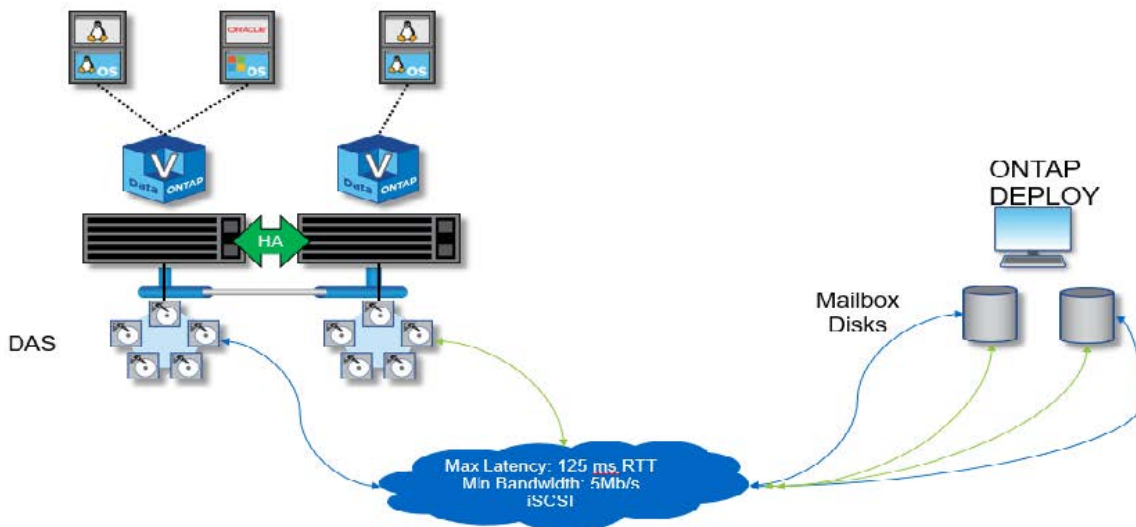 ORACLE
OS
OS
OS
V
Data ONTAP
V
Data ONTAP
HA
ONTAP
DEPLOY
Mailbox
Disks
DAS
Max Latency: 125 ms RTT
Min Bandwidth: 5Mb/s
iSCSI